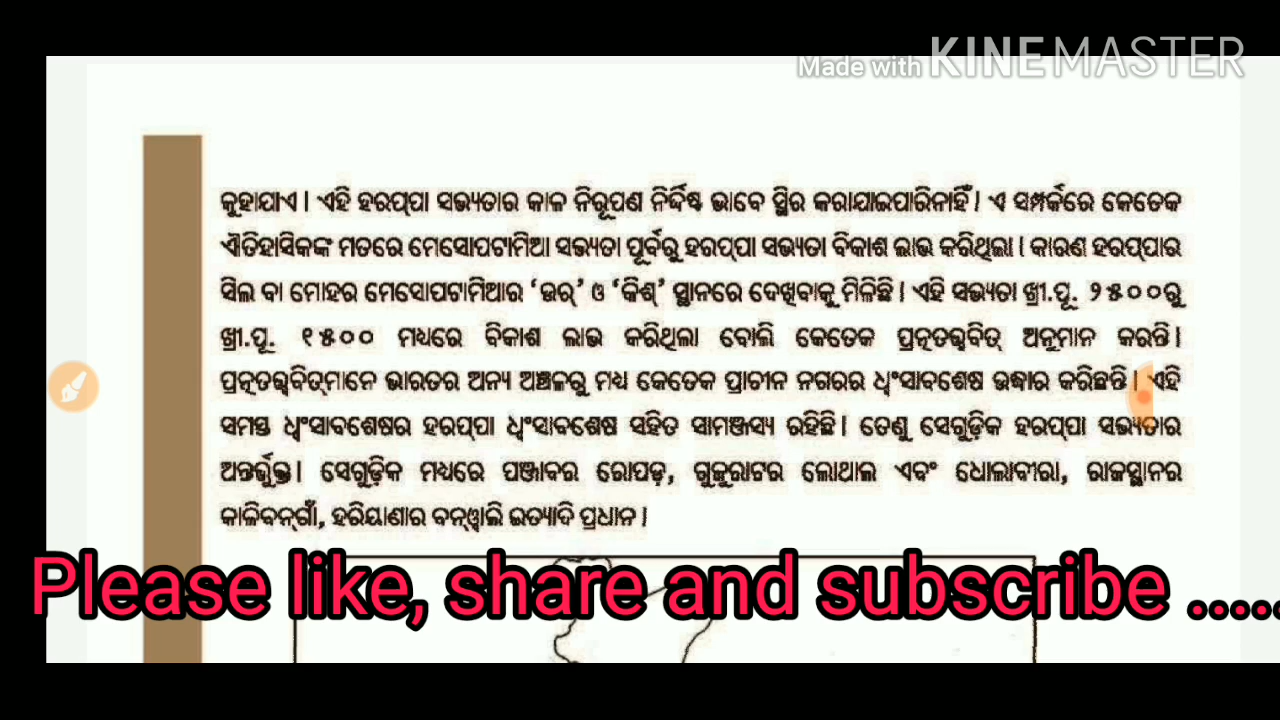 Made with KINEMASTER
କୁହାଯାଏ । ଏହି ହରପ୍ପା ସଭ୍ୟତାର କାଳ ନିରୂପଣ ନିର୍ଦ୍ଦିଷ୍ଟ ଭାବେ ସ୍ଥିର କରାଯାଇପାରିନାହିଁ । ଏ ସମ୍ପର୍କରେ କେତେକ
ଐତିହାସିକଙ୍କ ମତରେ ମେସୋପଟାମିଆ ସଭ୍ୟତା ପୂର୍ବରୁ ହରପ୍ପା ସଭ୍ୟତା ବିକାଶ ଲାଭ କରିଥିଲା । କାରଣ ହରପ୍ପାର
ସିଲ ବା ମୋହର ମେସୋପଟାମିଆର ‘ଉର୍’ ଓ ‘କିଶ୍’ ସ୍ଥାନରେ ଦେଖିବାକୁ ମିଳିଛି । ଏହି ସଭ୍ୟତା ଖ୍ରୀ.ପୂ. ୨୫୦୦ରୁ
ଖ୍ରୀ.ପୂ. ୧୫୦୦ ମଧ୍ୟରେ ବିକାଶ ଲାଭ କରିଥିଲା ବୋଲି କେତେକ ପ୍ରତ୍ନତତ୍ତ୍ୱବିତ୍ ଅନୁମାନ କରନ୍ତି ।
ପ୍ରତ୍ନତତ୍ତ୍ୱବିତ୍‌ମାନେ ଭାରତର ଅନ୍ୟ ଅଞ୍ଚଳରୁ ମଧ୍ୟ କେତେକ ପ୍ରାଚୀନ ନଗରର ଧ୍ୱଂସାବଶେଷ ଉଦ୍ଧାର କରିଛନ୍ତି । ଏହି
ସମସ୍ତ ଧ୍ୱଂସାବଶେଷର ହରପ୍ପା ଧ୍ୱଂସାବଶେଷ ସହିତ ସାମଞ୍ଜସ୍ୟ ରହିଛି । ତେଣୁ ସେଗୁଡ଼ିକ ହରପ୍ପା ସଭ୍ୟତାର
ଅନ୍ତର୍ଭୁକ୍ତ । ସେଗୁଡ଼ିକ ମଧ୍ୟରେ ପଞ୍ଜାବର ରୋପଡ଼, ଗୁଜୁରାଟର ଲୋଥାଲ ଏବଂ ଧୋଲାବୀରା, ରାଜସ୍ଥାନର
କାଳିବନ୍‌ଗାଁ, ହରିୟାଣାର ବନ୍‌ୱାଲି ଇତ୍ୟାଦି ପ୍ରଧାନ ।
Please like, share and subscribe .....